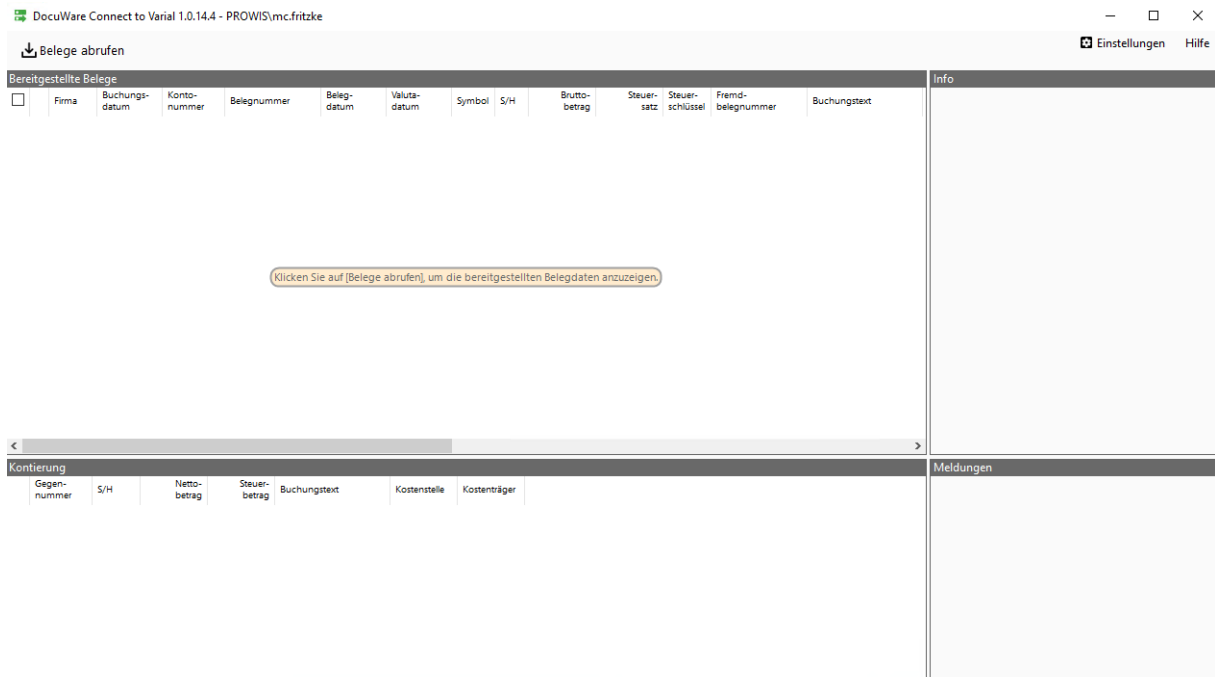 DocuWare Connect to Varial 1.0.14.4 - PROWIS\mc.fritzke
Belege abrufen
Einstellungen Hilfe
Bereitgestellte Belege
Firma
Buchungs-
datum
Konto-
nummer
Belegnummer
Beleg-
datum
Valuta-
datum
Symbol
S/H
Brutto-
betrag
Steuer-
satz
Steuer-
schlüssel
Fremd-
belegnummer
Buchungstext
Klicken Sie auf [Belege abrufen], um die bereitgestellten Belegdaten anzuzeigen.
Info
Kontierung
Gegen-
nummer
S/H
Netto-
betrag
Steuer-
betrag
Buchungstext
Kostenstelle
Kostenträger
Meldungen